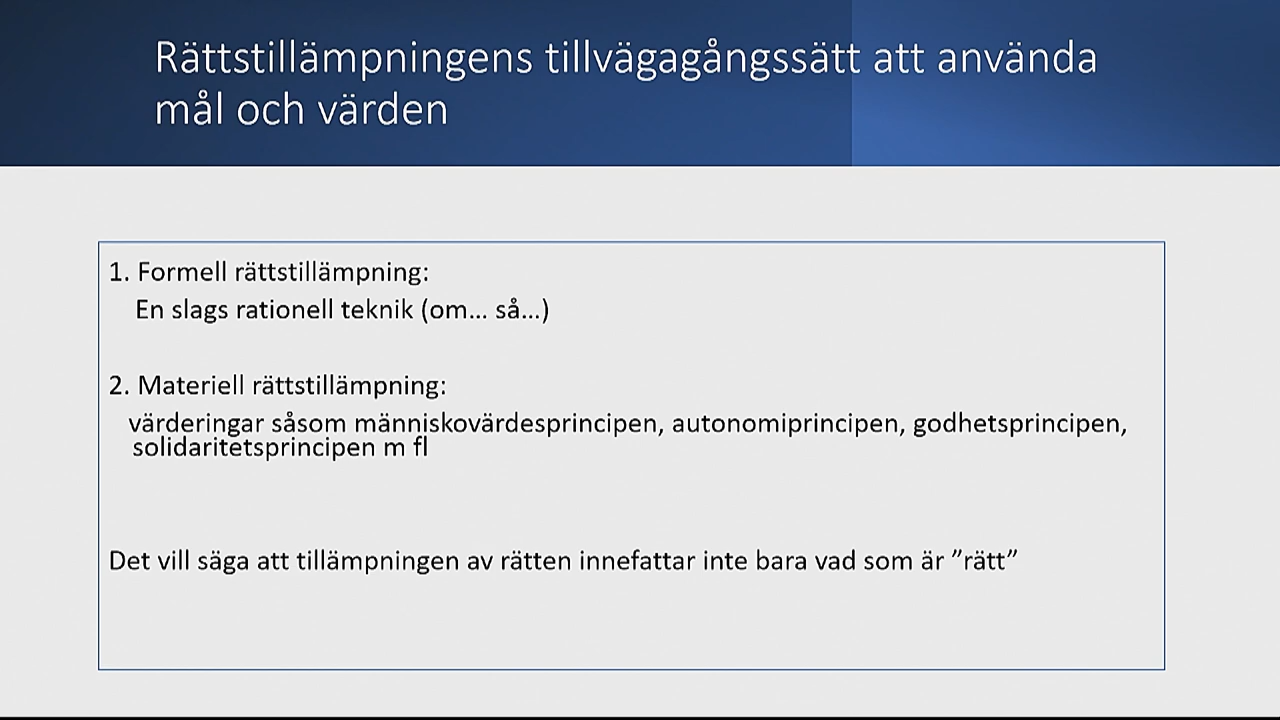 Rättstillämpningens tillvägagångssätt att använda
mål och värden
1. Formell rättstillämpning:
En slags rationell teknik (om... så...)
2. Materiell rättstillämpning:
värderingar såsom människovärdesprincipen, autonomiprincipen, godhetsprincipen,
solidaritetsprincipen m fl
Det vill säga att tillämpningen av rätten innefattar inte bara vad som är ”rätt”